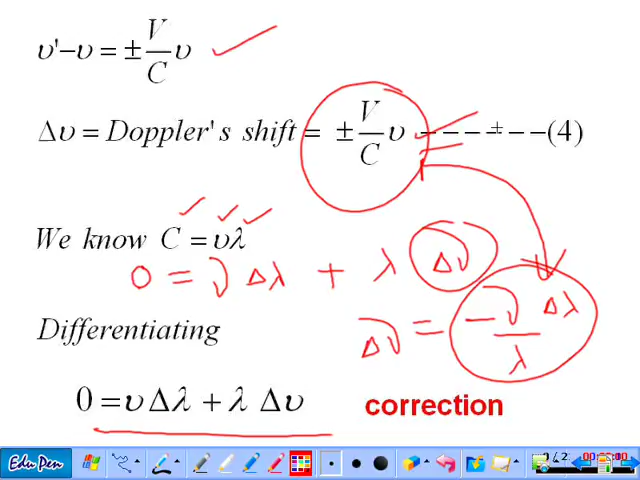 υ'−υ = ± V/C υ
Δυ = Doppler's shift = ± V/C υ −−−±−−(4)
We know C = υλ
0 = υ Δλ + λ Δυ
Differentiating
Δυ = −υ/λ Δλ
0 = υ Δλ + λ Δυ
correction
Edu Pen